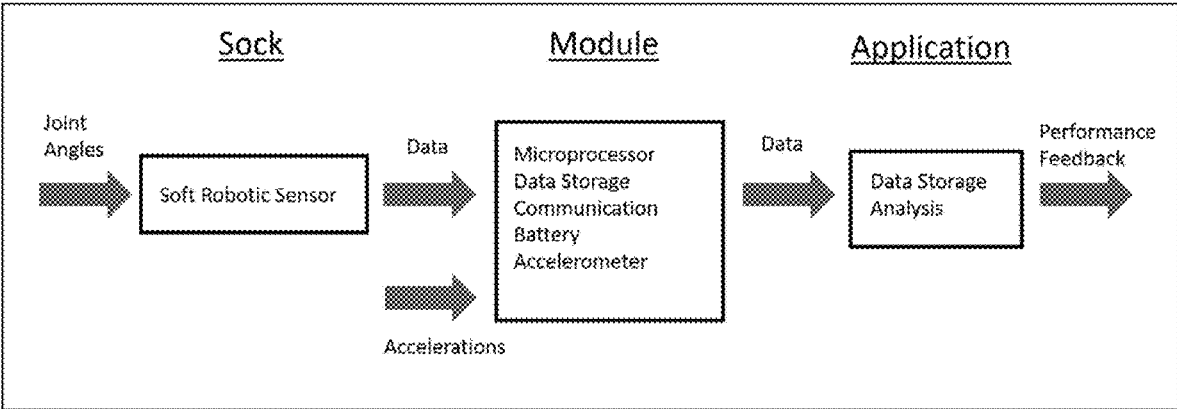 Sock
Module
Application
Joint
Angles
Soft Robotic Sensor
Data
Accelerations
Microprocessor
Data Storage
Communication
Battery
Accelerometer
Data
Data Storage
Analysis
Performance
Feedback